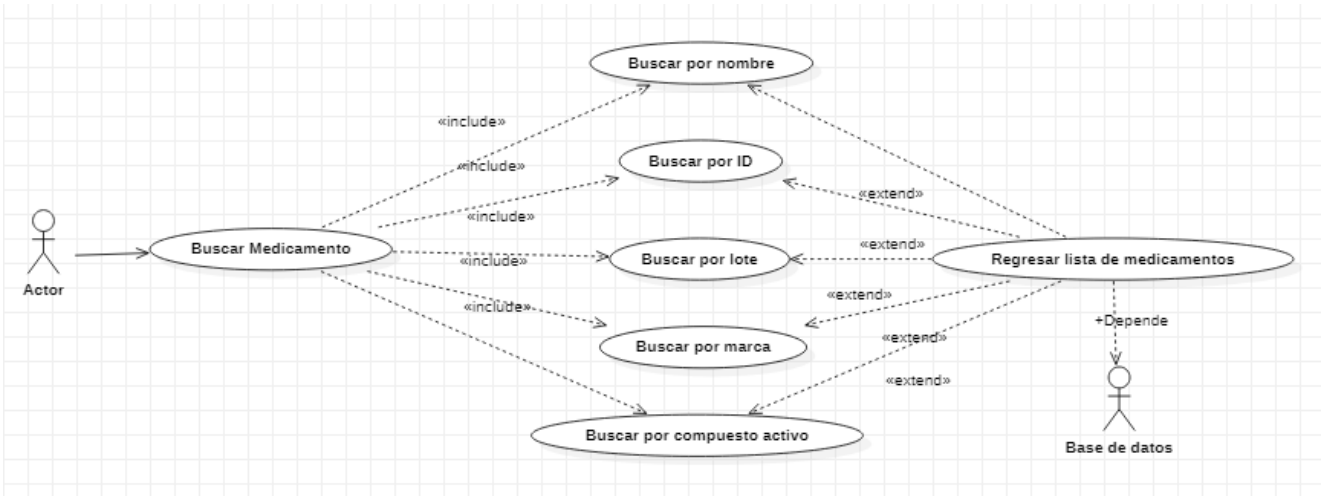 Buscar por nombre
«include»
«include»
Buscar por ID
«extend»
«include»
Buscar Medicamento
«extend»
Buscar por lote
Regresar lista de medicamentos
«include»
Actor
«extend»
«include»
+Depende
«extend»
Buscar por marca
«extend»
Buscar por compuesto activo
Base de datos